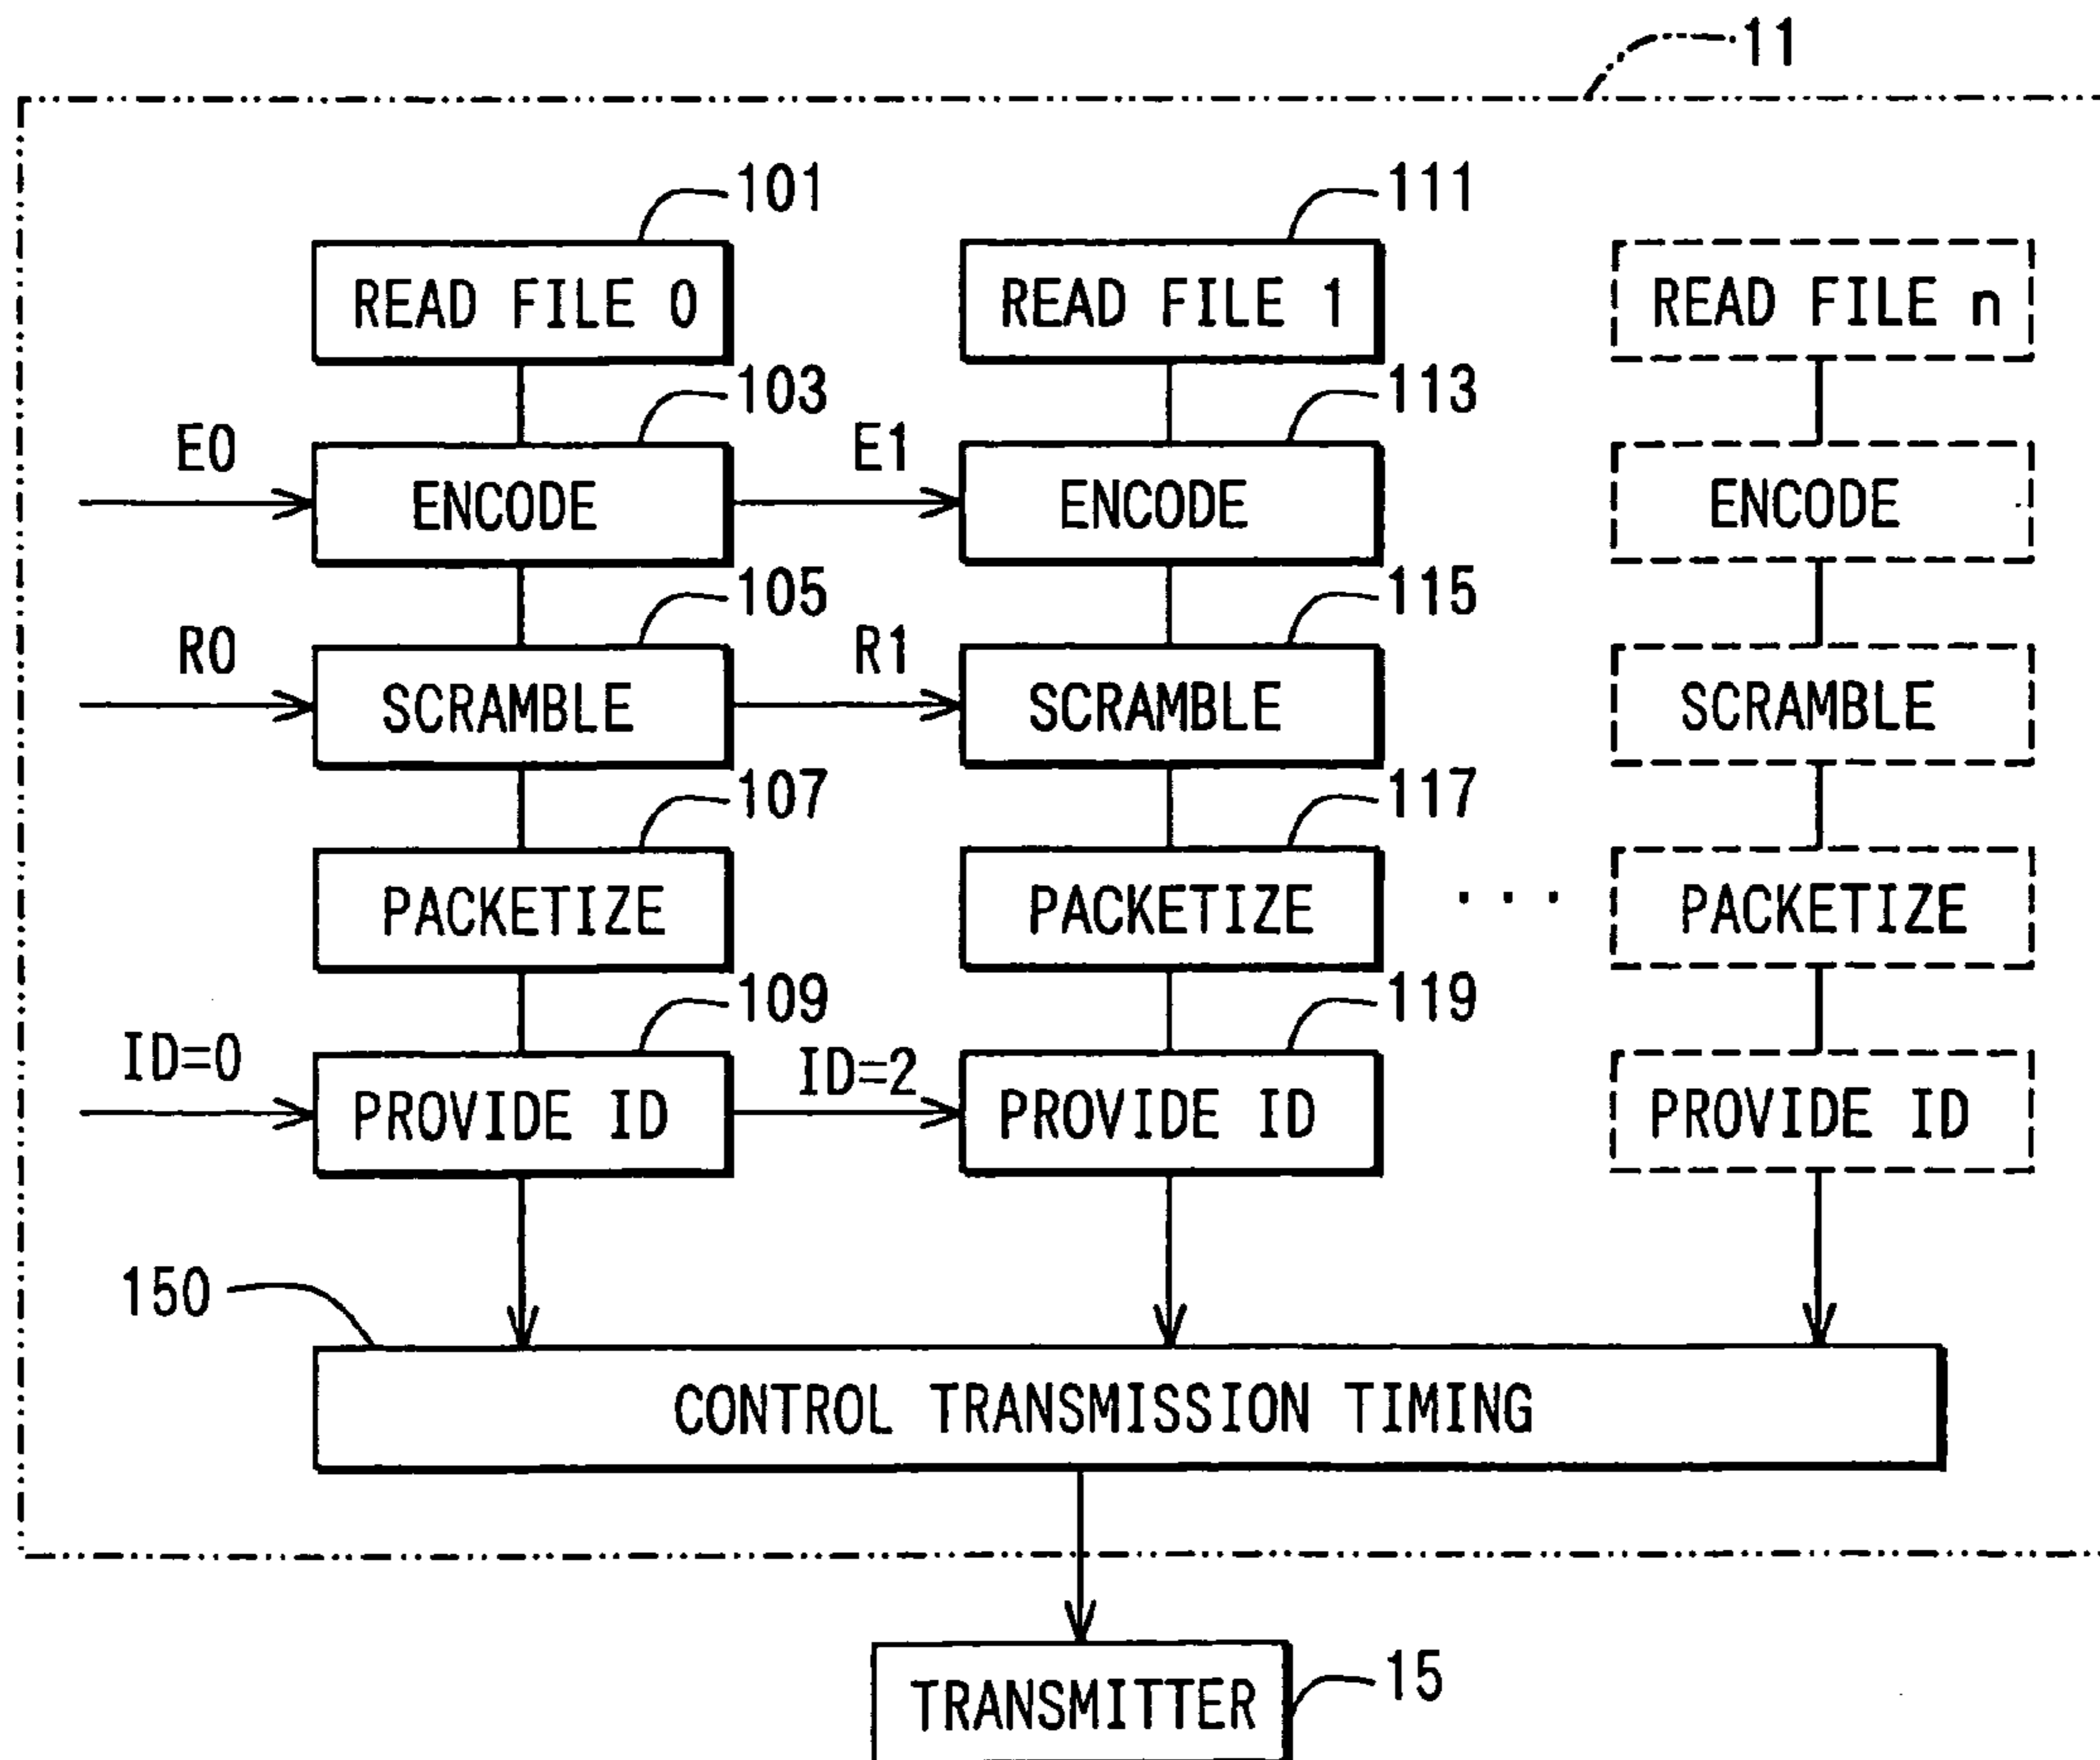 11
101 111
READ FILE 0 READ FILE 1 READ FILE n
103 113
E0 E1
ENCODE ENCODE ENCODE
105 115
R0 R1
SCRAMBLE SCRAMBLE SCRAMBLE
107 117
PACKETIZE PACKETIZE ... PACKETIZE
109 119
ID=0 ID=2
PROVIDE ID PROVIDE ID PROVIDE ID
150
CONTROL TRANSMISSION TIMING
TRANSMITTER 15